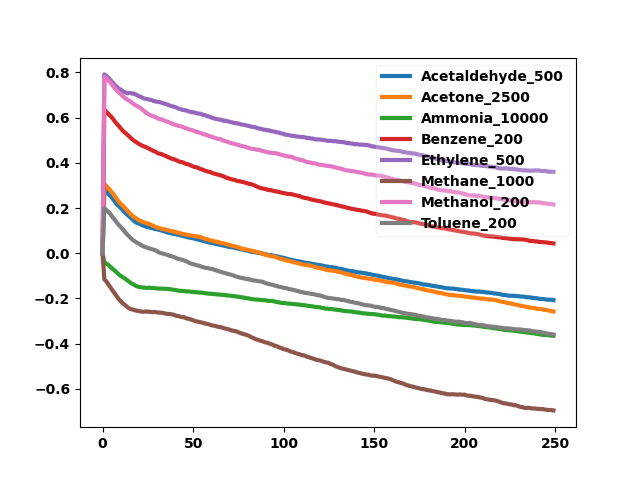 0.8
0.6
0.4
0.2
0.0
−0.2
−0.4
−0.6
0
50
100
150
200
250
Acetaldehyde_500
Acetone_2500
Ammonia_10000
Benzene_200
Ethylene_500
Methane_1000
Methanol_200
Toluene_200